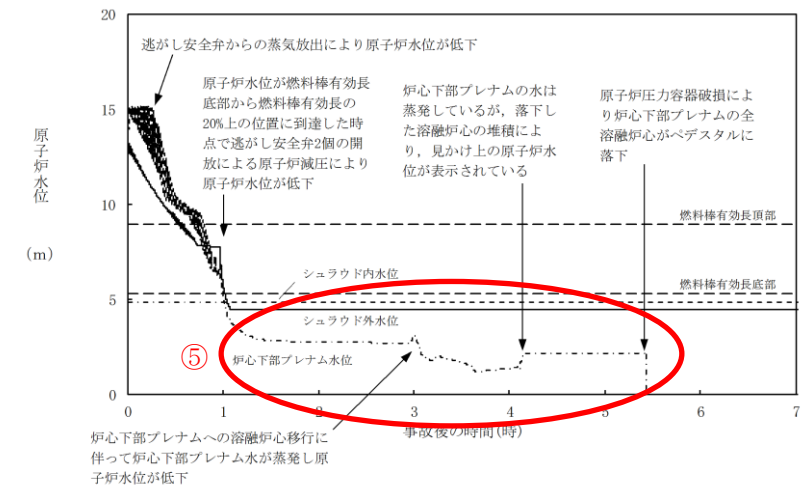 20
逃がし安全弁からの蒸気放出により原子炉水位が低下
原子炉水位が燃料棒有効長
底部から燃料棒有効長の
20%上の位置に到達した時
点で逃がし安全弁2個の開
放による原子炉減圧により
原子炉水位が低下
炉心下部プレナムの水は
蒸発しているが，落下し
た溶融炉心の堆積によ
り，見かけ上の原子炉水
位が表示されている
原子炉圧力容器破損によ
り炉心下部プレナムの全
溶融炉心がペデスタルに
落下
15
原子炉水位
(m)
10
燃料棒有効長頂部
シュラウド内水位
燃料棒有効長底部
5
シュラウド外水位
⑤
炉心下部プレナム水位
0
0 1 2 3 4 5 6 7
事故後の時間(時)
炉心下部プレナムへの溶融炉心移行に
伴って炉心下部プレナム水が蒸発し原
子炉水位が低下